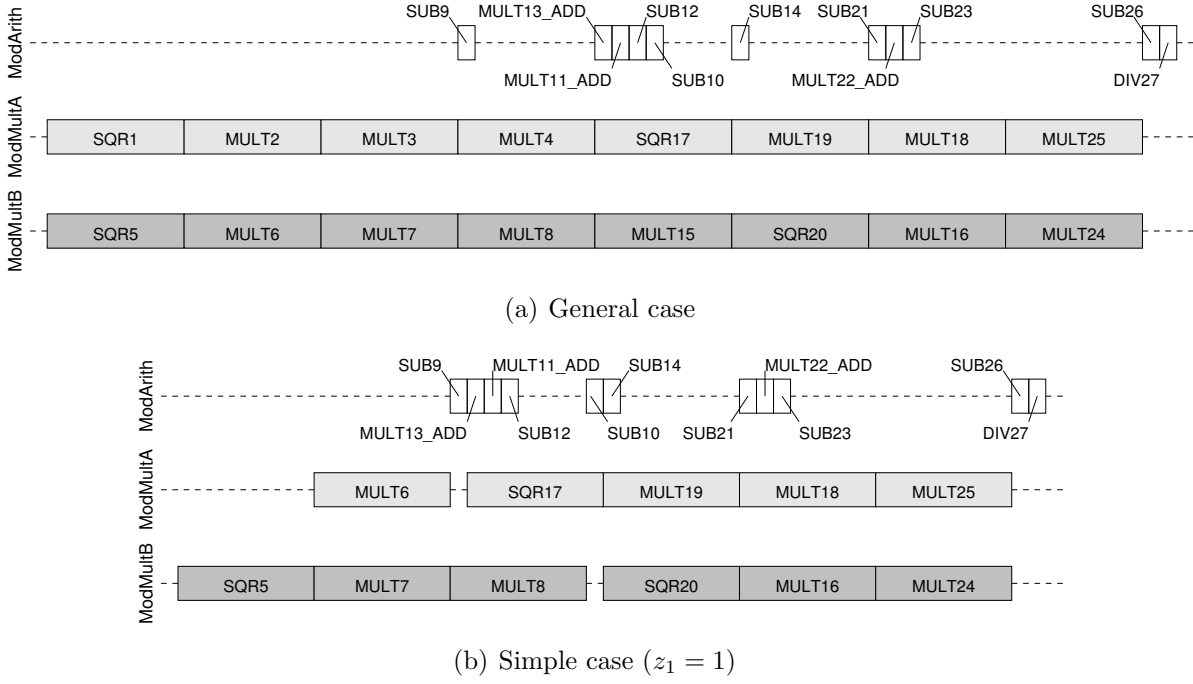 SUB9 MULT13_ADD SUB12 SUB14 SUB21 SUB23 SUB26
ModArith
MULT11_ADD SUB10 MULT22_ADD DIV27
ModMultA
SQR1 MULT2 MULT3 MULT4 SQR17 MULT19 MULT18 MULT25
ModMultB
SQR5 MULT6 MULT7 MULT8 MULT15 SQR20 MULT16 MULT24
(a) General case
SUB9 MULT11_ADD SUB14 MULT22_ADD SUB26
ModArith
MULT13_ADD SUB12 SUB10 SUB21 SUB23 DIV27
ModMultA
MULT6 SQR17 MULT19 MULT18 MULT25
ModMultB
SQR5 MULT7 MULT8 SQR20 MULT16 MULT24
(b) Simple case (z₁ = 1)